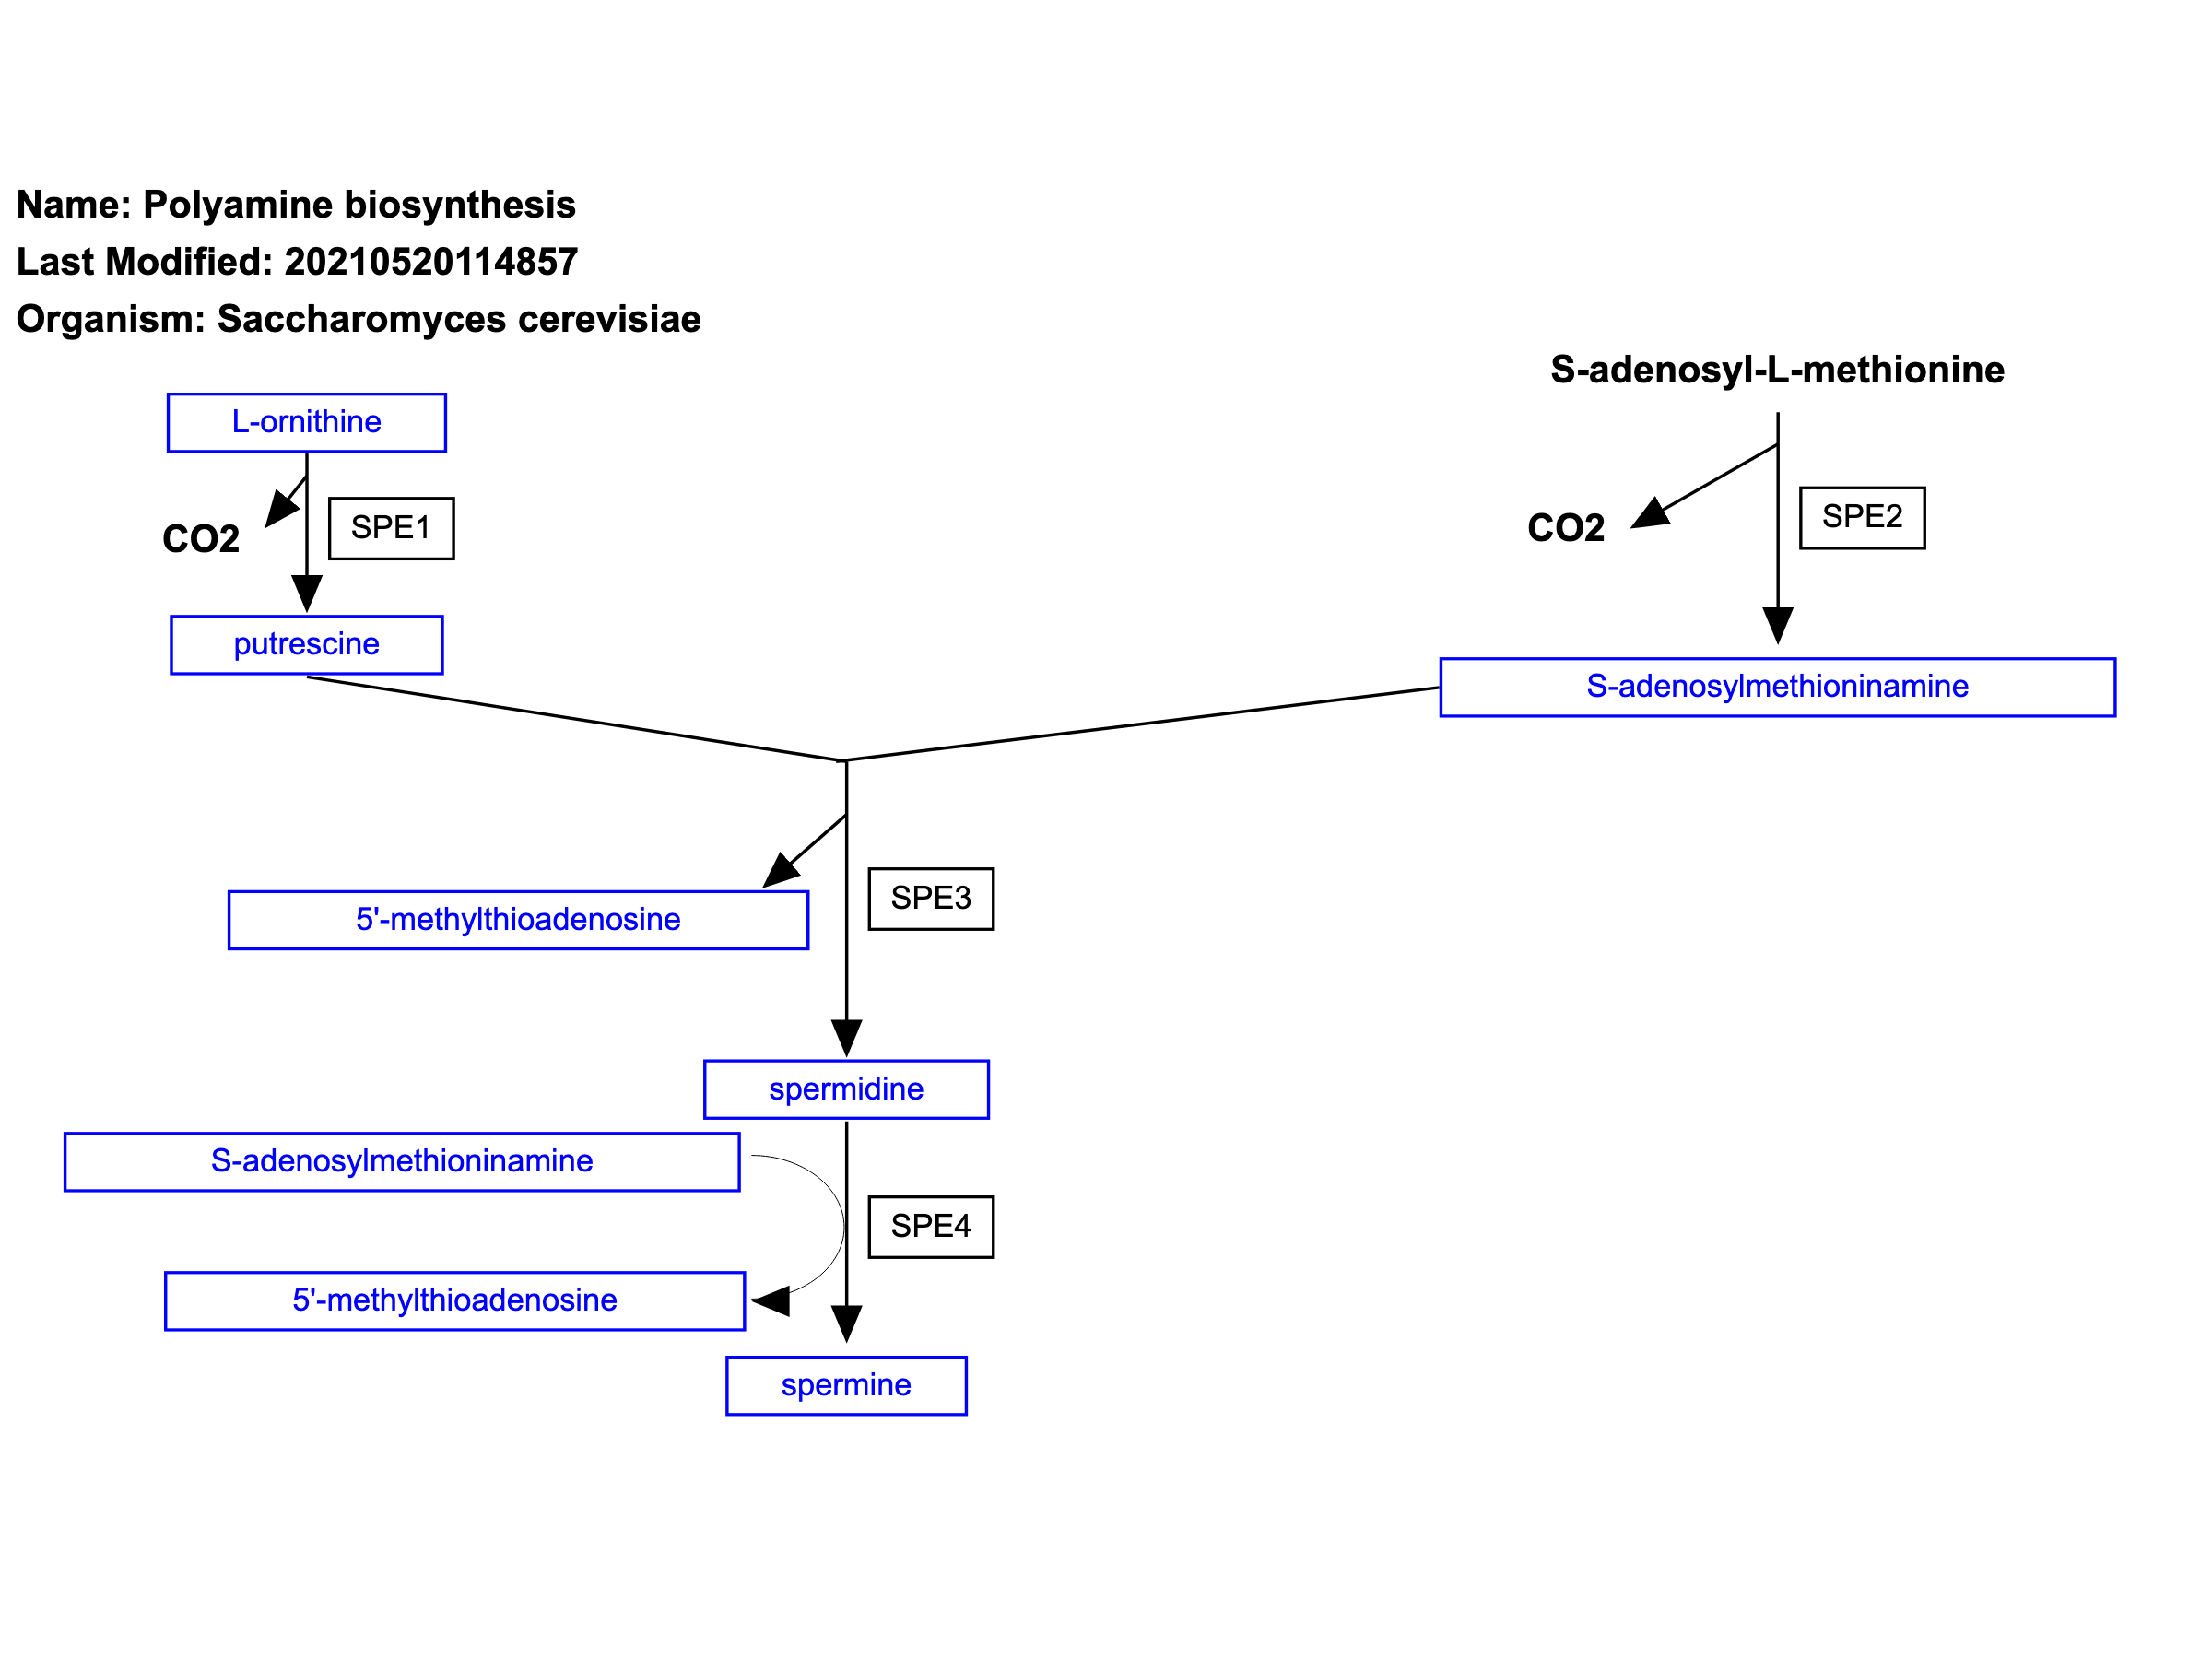 Name: Polyamine biosynthesis
Last Modified: 20210520114857
Organism: Saccharomyces cerevisiae
S-adenosyl-L-methionine
L-ornithine
CO2
SPE1
CO2
SPE2
putrescine
S-adenosylmethioninamine
5'-methylthioadenosine
SPE3
spermidine
S-adenosylmethioninamine
SPE4
5'-methylthioadenosine
spermine